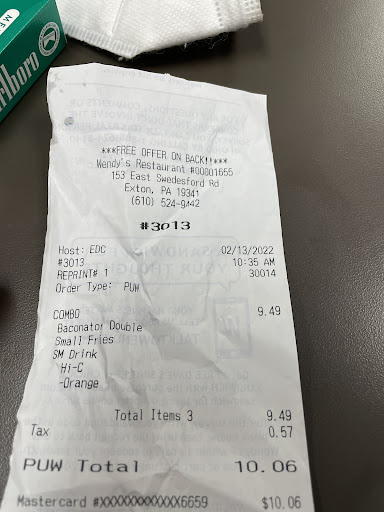 Marlboro
***FREE OFFER ON BACK!!***
Wendy's Restaurant #00001655
153 East Swedesford Rd
Exton, PA 19341
(610) 524-9442
#3013
Host: EDC 02/13/2022
#3013 10:35 AM
REPRINT# 1 30014
Order Type: PUW
COMBO 9.49
Baconator Double
Small Fries
SM Drink
Hi-C
-Orange
Total Items 3 9.49
Tax 0.57
PUW Total 10.06
Mastercard #XXXXXXXXXXXX6659 $10.06